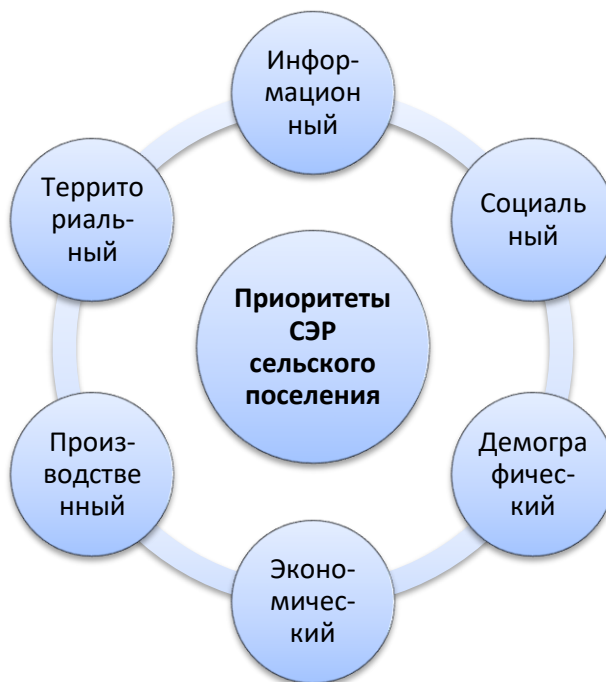 Инфор-
мацион
ный
Социаль
ный
Демогра
фичес-
кий
Эконо-
мичес-
кий
Произ-
водстве
нный
Террито
риаль-
ный
Приоритеты
СЭР
сельского
поселения